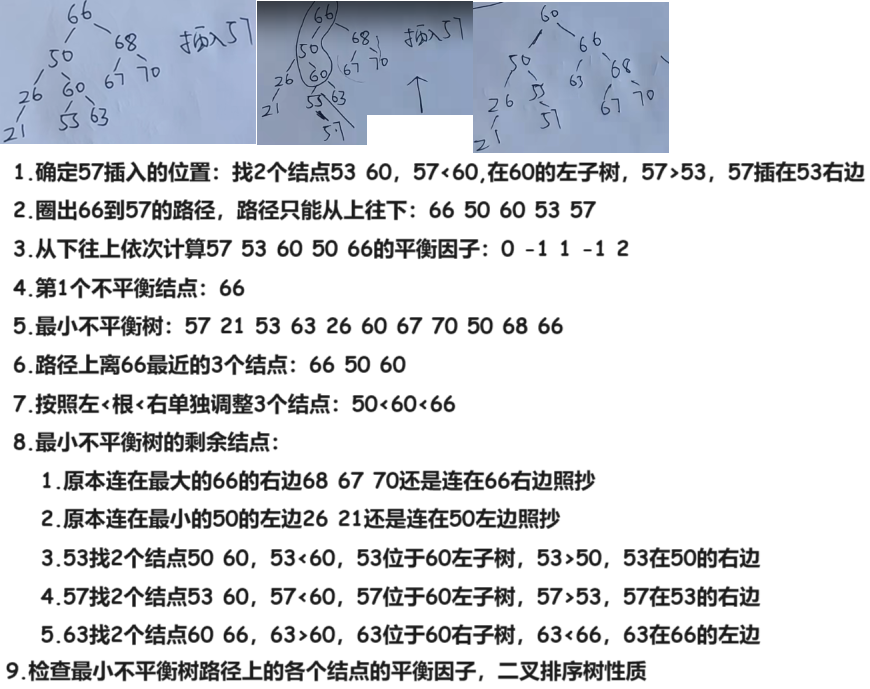 66
50 68
26 60 67 70
21 53 63
插入57
66
50 68
26 60 67 70
21 53 63
57
插入57
60
50 66
26 53 63 68
21 57 67 70
1.确定57插入的位置：找2个结点53 60，57<60,在60的左子树，57>53，57插在53右边
2.圈出66到57的路径，路径只能从上往下：66 50 60 53 57
3.从下往上依次计算57 53 60 50 66的平衡因子：0 -1 1 -1 2
4.第1个不平衡结点：66
5.最小不平衡树：57 21 53 63 26 60 67 70 50 68 66
6.路径上离66最近的3个结点：66 50 60
7.按照左<根<右单独调整3个结点：50<60<66
8.最小不平衡树的剩余结点：
1.原本连在最大的66的右边68 67 70还是连在66右边照抄
2.原本连在最小的50的左边26 21还是连在50左边照抄
3.53找2个结点50 60，53<60，53位于60左子树，53>50，53在50的右边
4.57找2个结点53 60，57<60，57位于60左子树，57>53，57在53的右边
5.63找2个结点60 66，63>60，63位于60右子树，63<66，63在66的左边
9.检查最小不平衡树路径上的各个结点的平衡因子，二叉排序树性质